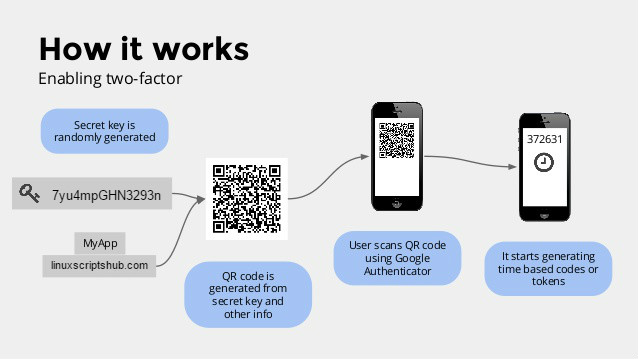 How it works
Enabling two-factor
Secret key is
randomly generated
7yu4mpGHN3293n
MyApp
linuxscriptshub.com
QR code is
generated from
secret key and
other info
User scans QR code
using Google
Authenticator
372631
It starts generating
time based codes or
tokens